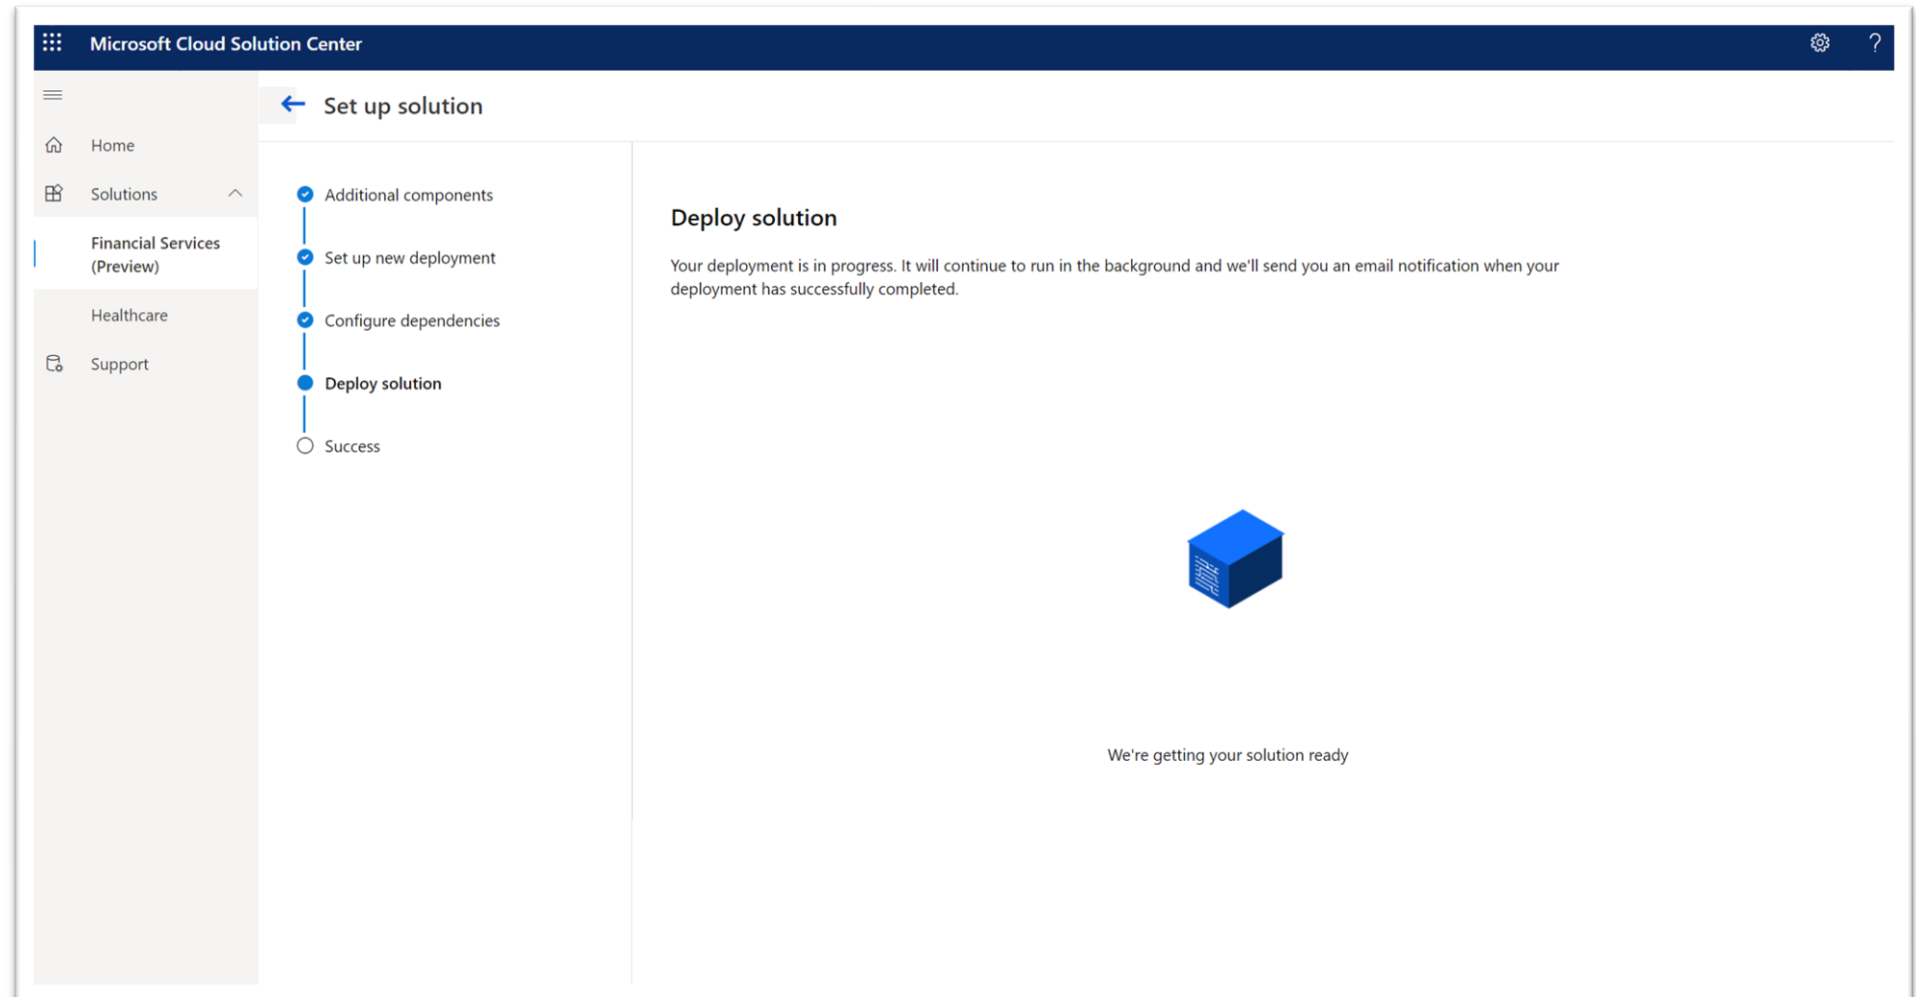 Microsoft Cloud Solution Center
?
Set up solution
Home
Solutions
Financial Services
(Preview)
Healthcare
Support
Additional components
Set up new deployment
Configure dependencies
Deploy solution
Success
Deploy solution
Your deployment is in progress. It will continue to run in the background and we'll send you an email notification when your
deployment has successfully completed.
We're getting your solution ready